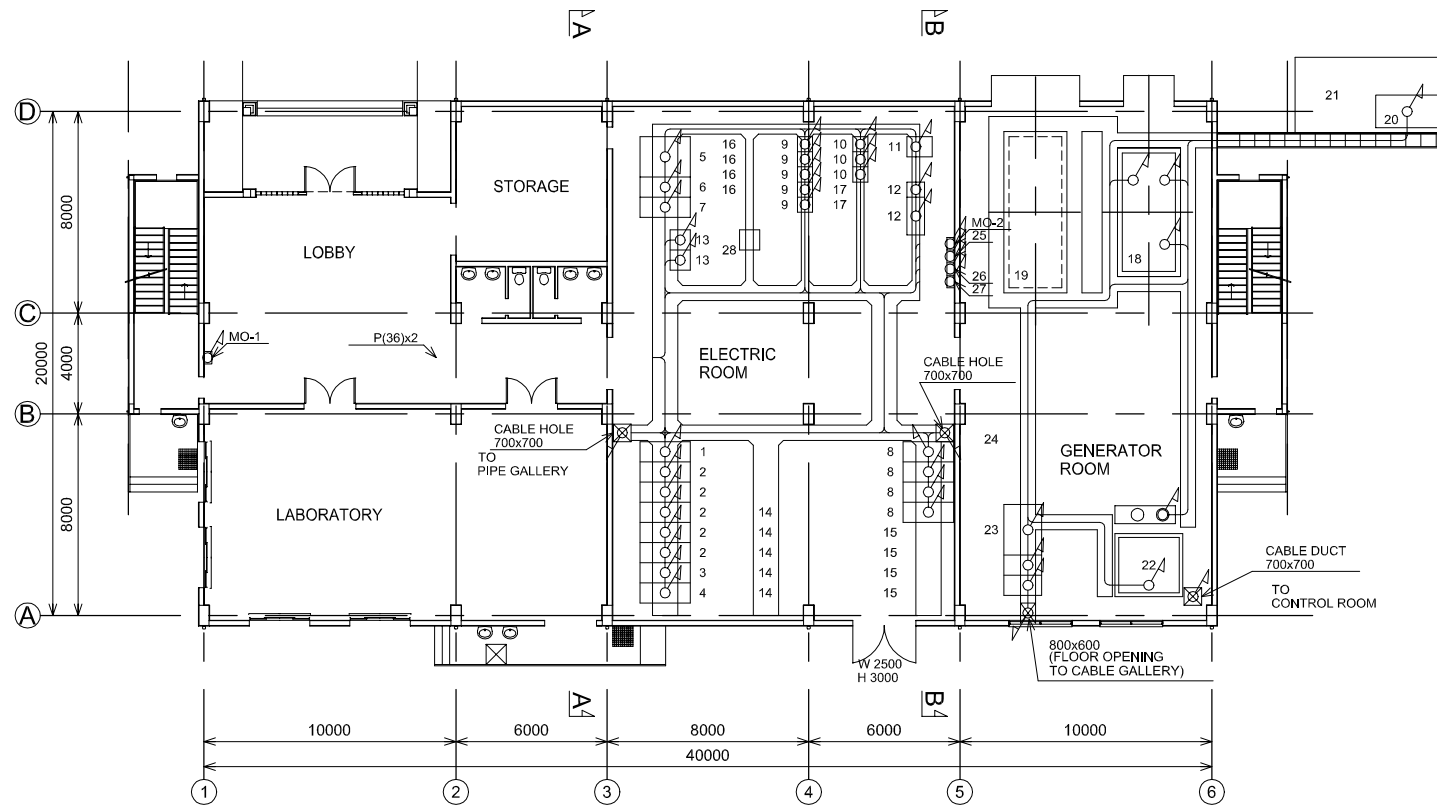 A
B
21
20
D
5
6
7
16
16
16
16
9
9
9
9
9
10
10
10
17
17
11
12
12
STORAGE
8000
LOBBY
13
13
28
MO-2
25
26
27
19
18
C
MO-1
P(36)x2
20000
4000
ELECTRIC
ROOM
CABLE HOLE
700x700
B
CABLE HOLE
700x700
TO
PIPE GALLERY
1
2
2
2
2
2
3
4
14
14
14
14
14
8
8
8
8
15
15
15
15
24
GENERATOR
ROOM
23
22
LABORATORY
8000
CABLE DUCT
700x700
TO
CONTROL ROOM
A
W 2500
H 3000
800x600
(FLOOR OPENING
TO CABLE GALLERY)
A
B
10000
6000
8000
6000
10000
40000
1
2
3
4
5
6